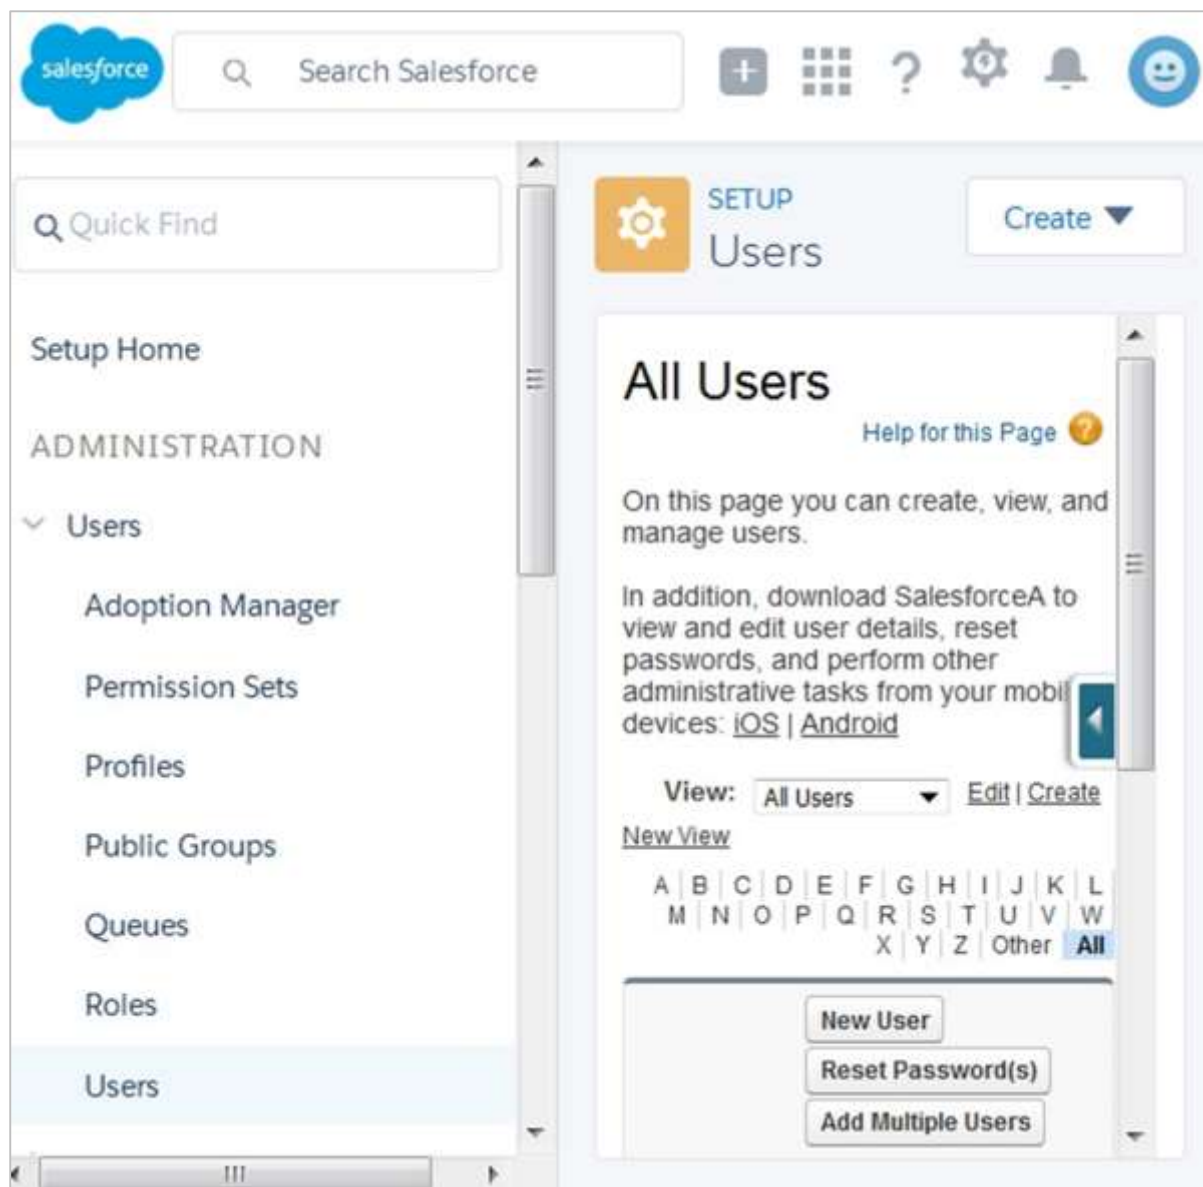 salesforce
Search Salesforce
Quick Find
Setup Home
ADMINISTRATION
Users
Adoption Manager
Permission Sets
Profiles
Public Groups
Queues
Roles
Users
SETUP
Users
Create
All Users
Help for this Page ?
On this page you can create, view, and
manage users.
In addition, download SalesforceA to
view and edit user details, reset
passwords, and perform other
administrative tasks from your mobil
devices: iOS | Android
View: All Users Edit | Create
New View
A | B | C | D | E | F | G | H | I | J | K | L
M | N | O | P | Q | R | S | T | U | V | W
X | Y | Z | Other All
New User
Reset Password(s)
Add Multiple Users